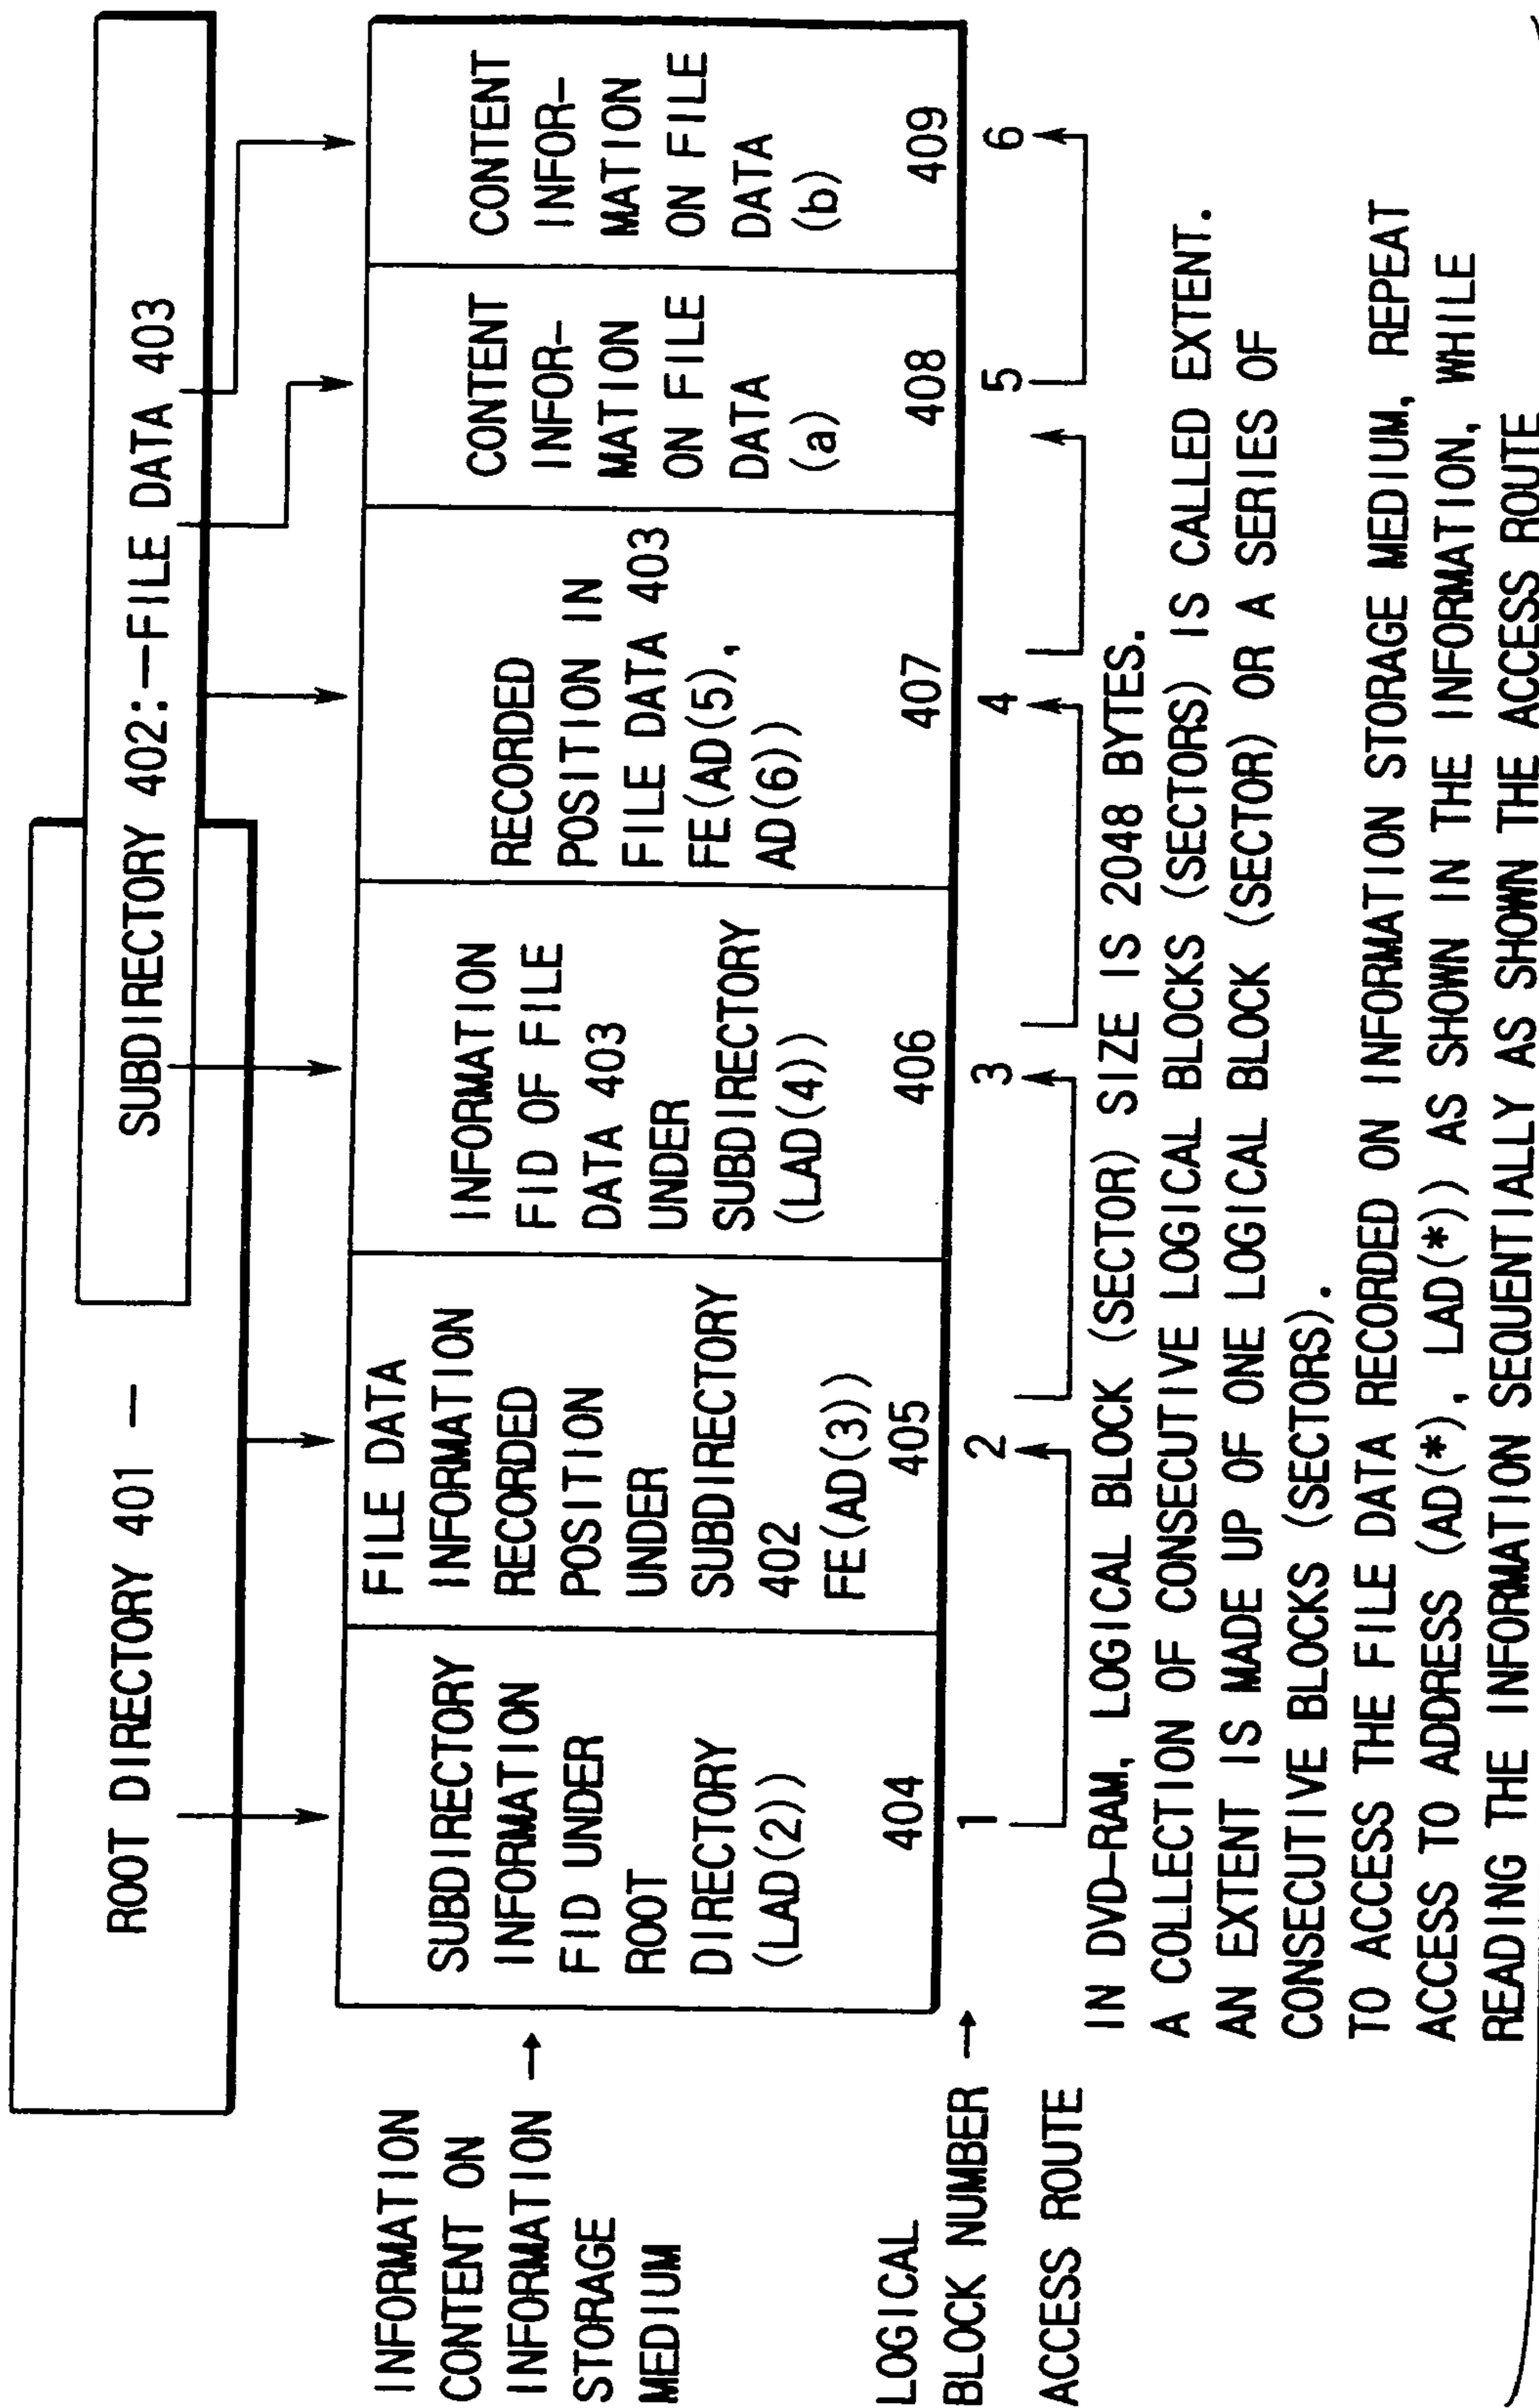 ROOT DIRECTORY 401 —
SUBDIRECTORY 402:—FILE DATA 403
INFORMATION
CONTENT ON
INFORMATION →
STORAGE
MEDIUM
SUBDIRECTORY
INFORMATION
FID UNDER
ROOT
DIRECTORY
(LAD(2))
404
FILE DATA
INFORMATION
RECORDED
POSITION
UNDER
SUBDIRECTORY
402
FE(AD(3))
405
INFORMATION
FID OF FILE
DATA 403
UNDER
SUBDIRECTORY
(LAD(4))
406
RECORDED
POSITION IN
FILE DATA 403
FE(AD(5),
AD(6))
407
CONTENT
INFOR-
MATION
ON FILE
DATA
(a)
408
CONTENT
INFOR-
MATION
ON FILE
DATA
(b)
409
LOGICAL
BLOCK NUMBER →
1 2 3 4 5 6
ACCESS ROUTE
IN DVD-RAM, LOGICAL BLOCK (SECTOR) SIZE IS 2048 BYTES.
A COLLECTION OF CONSECUTIVE LOGICAL BLOCKS (SECTORS) IS CALLED EXTENT.
AN EXTENT IS MADE UP OF ONE LOGICAL BLOCK (SECTOR) OR A SERIES OF
CONSECUTIVE BLOCKS (SECTORS).
TO ACCESS THE FILE DATA RECORDED ON INFORMATION STORAGE MEDIUM, REPEAT
ACCESS TO ADDRESS (AD(*), LAD(*)) AS SHOWN IN THE INFORMATION, WHILE
READING THE INFORMATION SEQUENTIALLY AS SHOWN THE ACCESS ROUTE